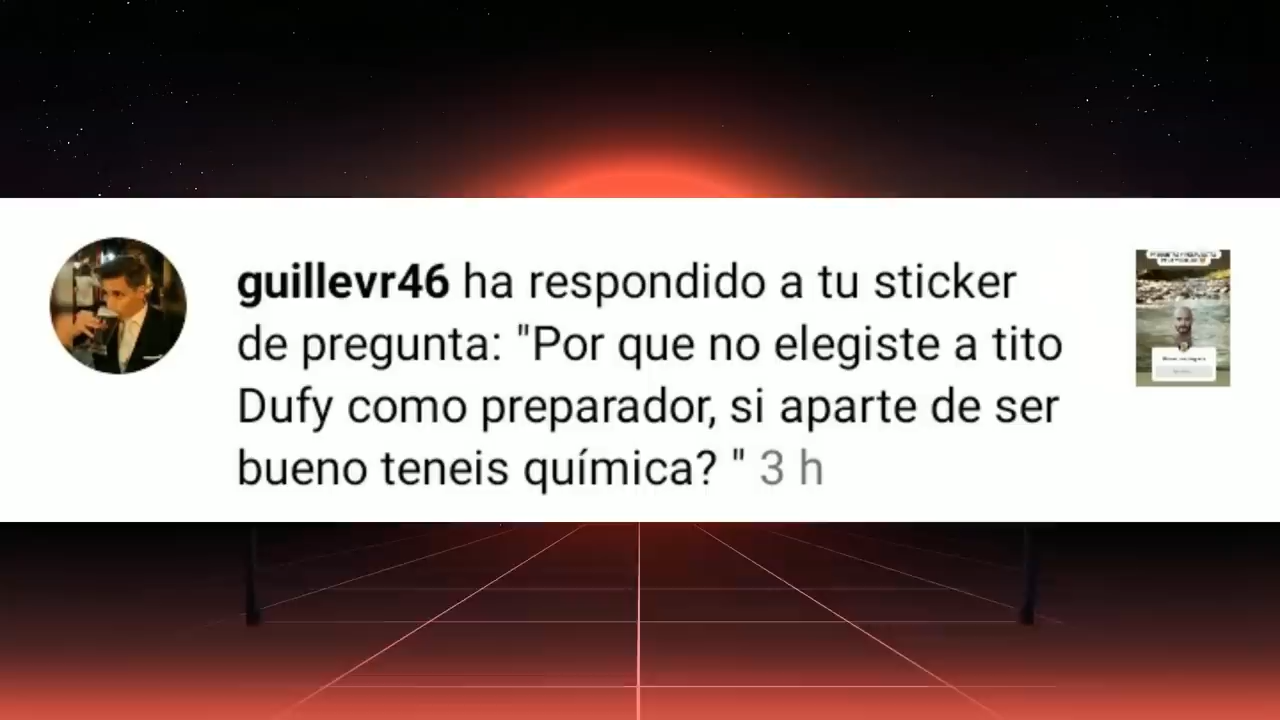 guillevr46 ha respondido a tu sticker
de pregunta: "Por que no elegiste a tito
Dufy como preparador, si aparte de ser
bueno teneis química? " 3 h